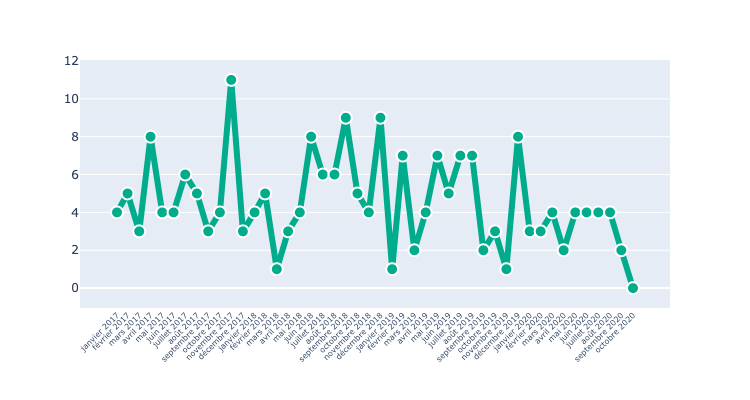 12
10
8
6
4
2
0
janvier 2017
février 2017
mars 2017
avril 2017
mai 2017
juin 2017
juillet 2017
août 2017
septembre 2017
octobre 2017
novembre 2017
décembre 2017
janvier 2018
février 2018
mars 2018
avril 2018
mai 2018
juin 2018
juillet 2018
août 2018
septembre 2018
octobre 2018
novembre 2018
décembre 2018
janvier 2019
février 2019
mars 2019
avril 2019
mai 2019
juin 2019
juillet 2019
août 2019
septembre 2019
octobre 2019
novembre 2019
décembre 2019
janvier 2020
février 2020
mars 2020
avril 2020
mai 2020
juin 2020
juillet 2020
août 2020
septembre 2020
octobre 2020